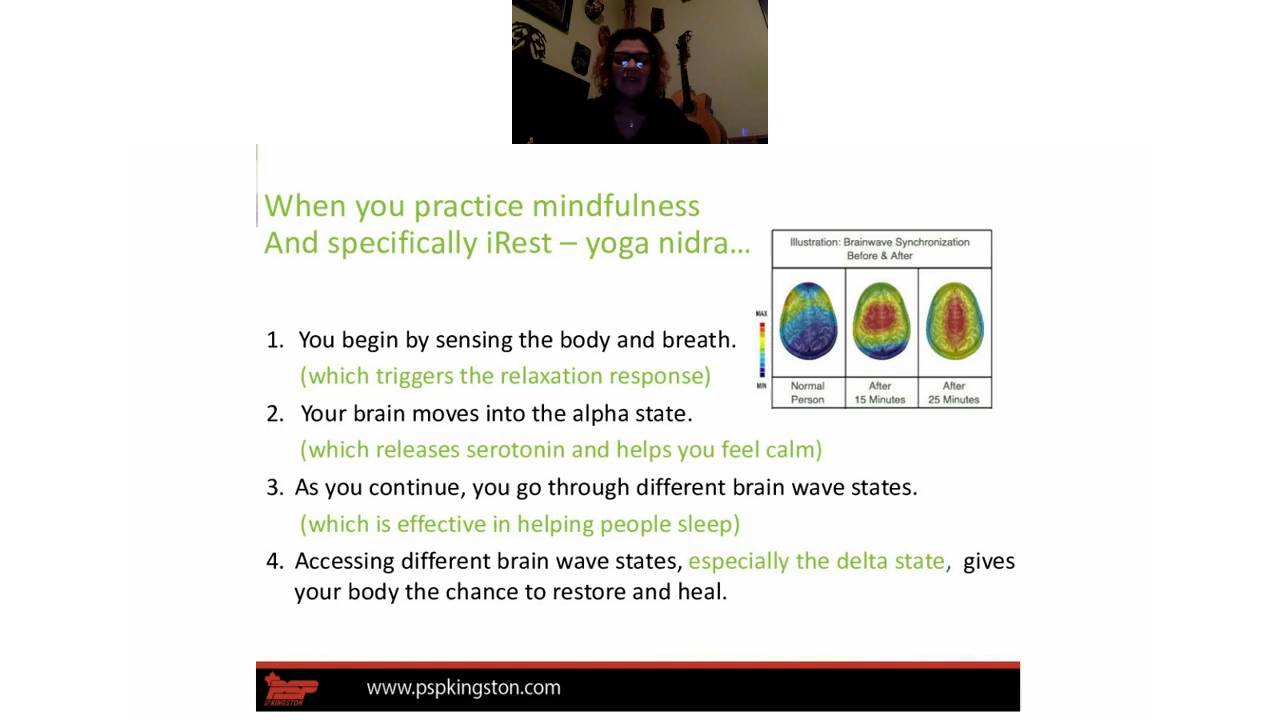 When you practice mindfulness
And specifically iRest – yoga nidra...
Illustration: Brainwave Synchronization
Before & After
MAX
MIN
Normal
Person
After
15 Minutes
After
25 Minutes
1. You begin by sensing the body and breath.
(which triggers the relaxation response)
2. Your brain moves into the alpha state.
(which releases serotonin and helps you feel calm)
3. As you continue, you go through different brain wave states.
(which is effective in helping people sleep)
4. Accessing different brain wave states, especially the delta state, gives
your body the chance to restore and heal.
PSP
KINGSTON
www.pspkingston.com